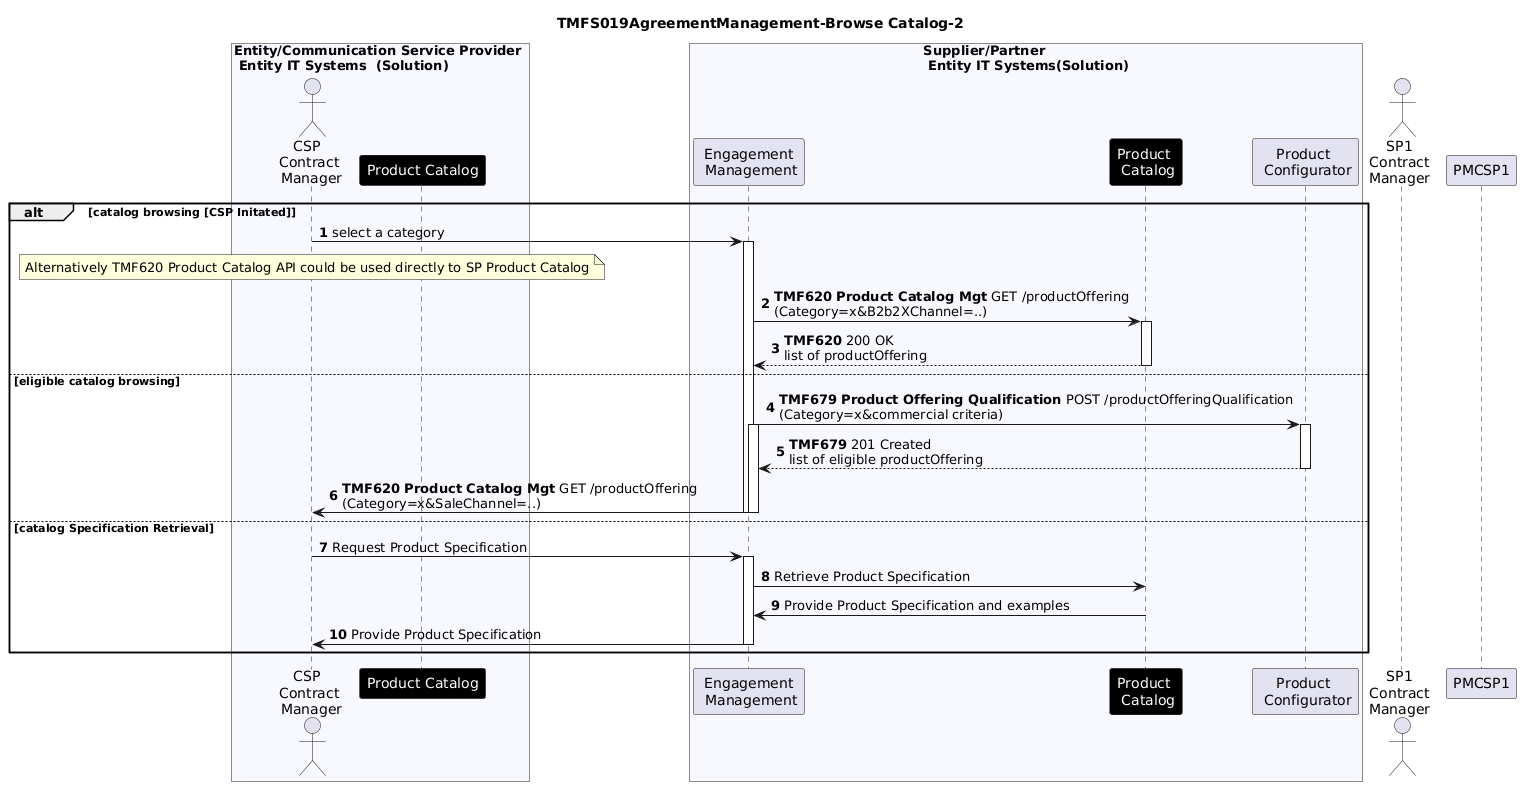 TMFS019AgreementManagement-Browse Catalog-2
Entity/Communication Service Provider
Entity IT Systems (Solution)
Supplier/Partner
Entity IT Systems(Solution)
CSP
Contract
Manager
Product Catalog
Engagement
Management
Product
Catalog
Product
Configurator
SP1
Contract
Manager
PMCSP1
alt [catalog browsing [CSP Initated]]
1 select a category
Alternatively TMF620 Product Catalog API could be used directly to SP Product Catalog
2 TMF620 Product Catalog Mgt GET /productOffering
(Category=x&B2b2XChannel=..)
3 TMF620 200 OK
list of productOffering
[eligible catalog browsing]
4 TMF679 Product Offering Qualification POST /productOfferingQualification
(Category=x&commercial criteria)
5 TMF679 201 Created
list of eligible productOffering
6 TMF620 Product Catalog Mgt GET /productOffering
(Category=x&SaleChannel=..)
[catalog Specification Retrieval]
7 Request Product Specification
8 Retrieve Product Specification
9 Provide Product Specification and examples
10 Provide Product Specification
CSP
Contract
Manager
Product Catalog
Engagement
Management
Product
Catalog
Product
Configurator
SP1
Contract
Manager
PMCSP1